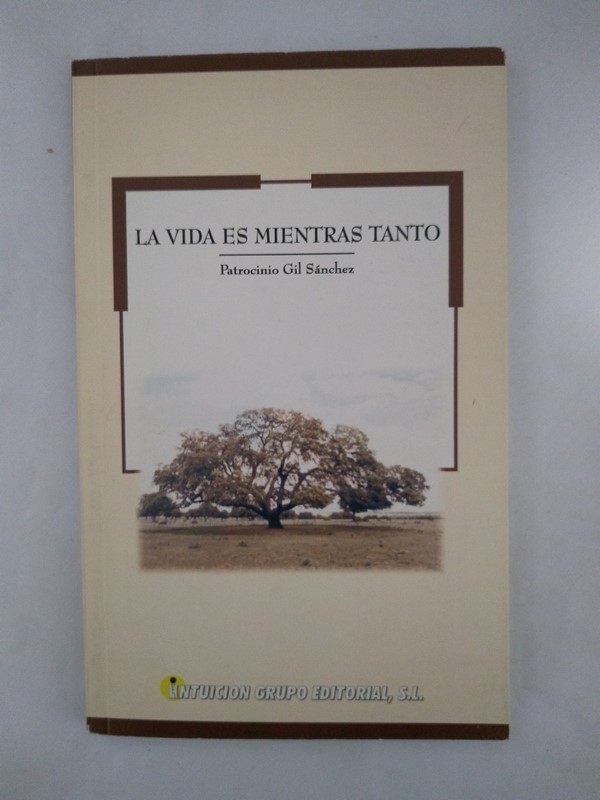 LA VIDA ES MIENTRAS TANTO
Patrocinio Gil Sánchez
iNTUICION GRUPO EDITORIAL, S.L.